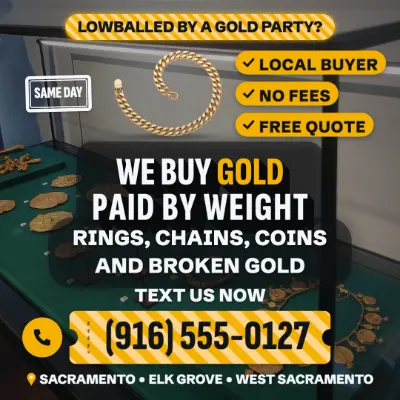 LOWBALLED BY A GOLD PARTY?
LOCAL BUYER
SAME DAY
NO FEES
FREE QUOTE
WE BUY GOLD
PAID BY WEIGHT
RINGS, CHAINS, COINS
AND BROKEN GOLD
TEXT US NOW
(916) 555-0127
SACRAMENTO • ELK GROVE • WEST SACRAMENTO